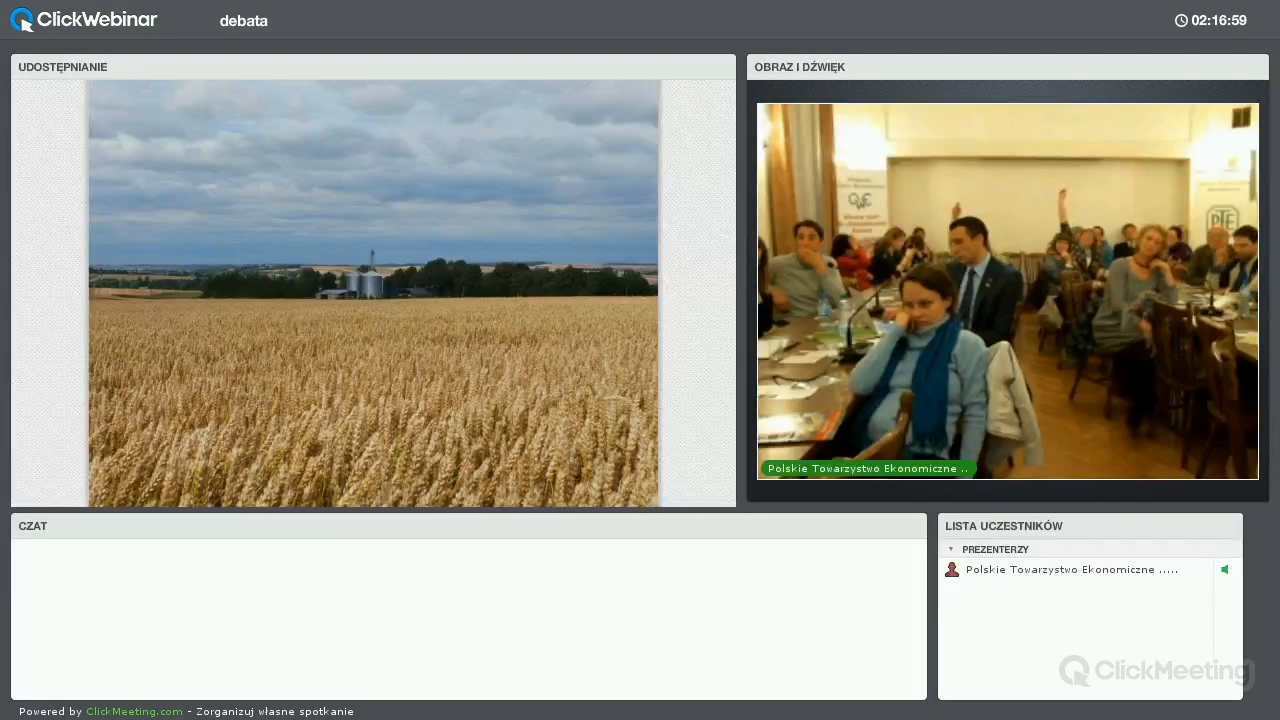 ClickWebinar
debata
02:16:59
UDOSTĘPNIANIE
OBRAZ I DŹWIĘK
PTE
Polskie Towarzystwo Ekonomiczne ..
CZAT
LISTA UCZESTNIKÓW
PREZENTERZY
Polskie Towarzystwo Ekonomiczne .....
ClickMeeting
Powered by ClickMeeting.com - Zorganizuj własne spotkanie